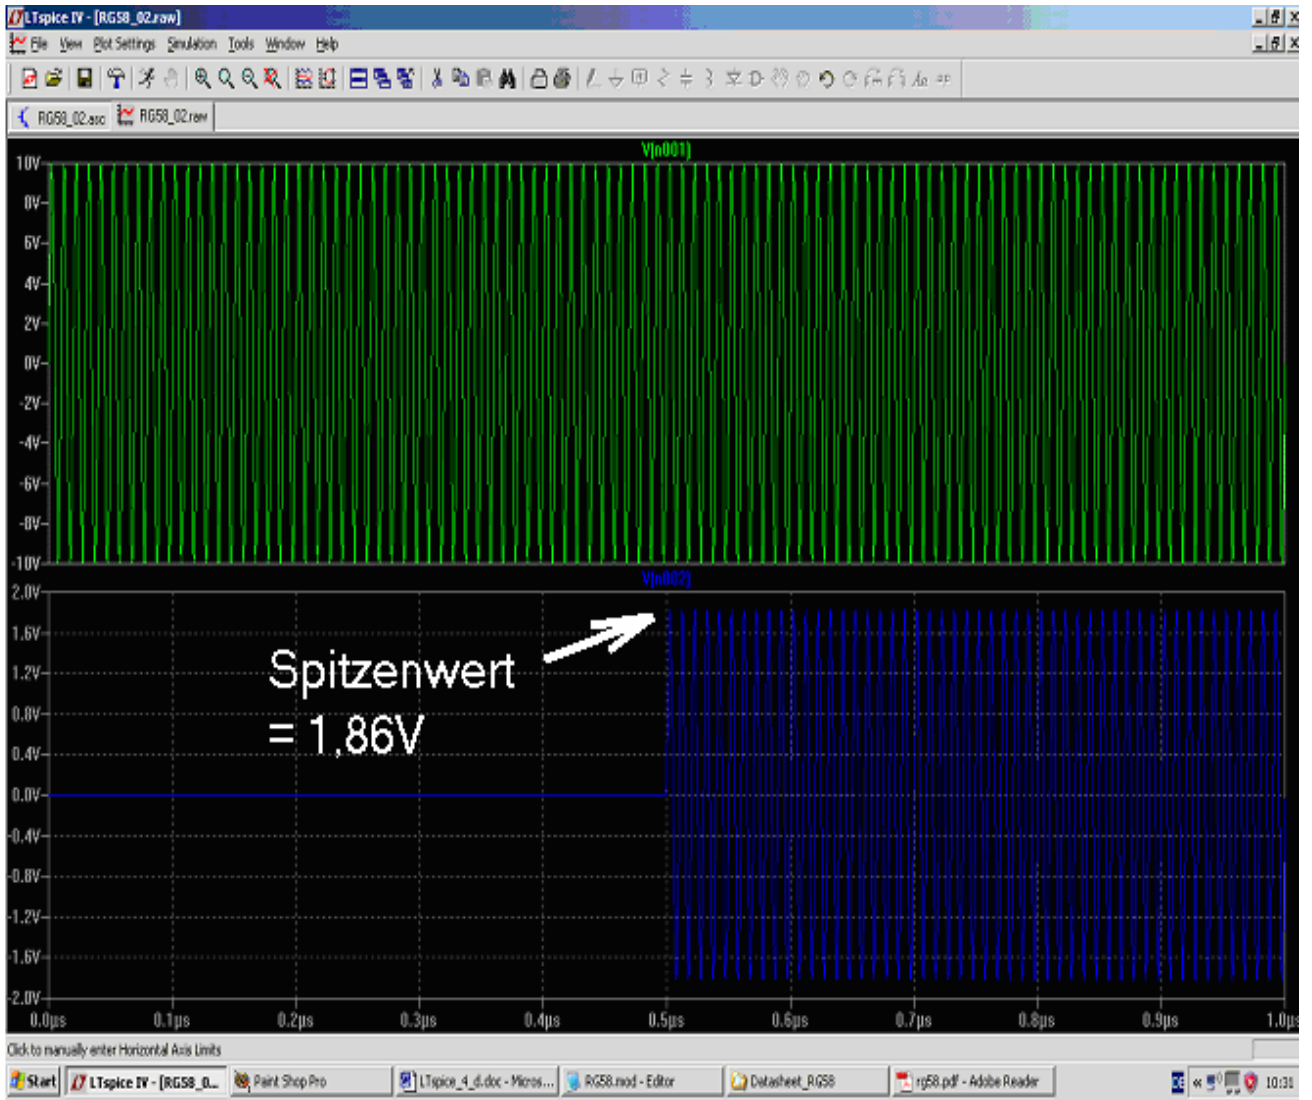 LTspice IV - [RG58_02.raw]
File View Plot Settings Simulation Tools Window Help
RG58_02.asc RG58_02.raw
V(n001)
10V
8V
6V
4V
2V
0V
-2V
-4V
-6V
-8V
-10V
V(n002)
2.0V
1.6V
1.2V
0.8V
0.4V
0.0V
-0.4V
-0.8V
-1.2V
-1.6V
-2.0V
Spitzenwert
= 1,86V
0.0µs 0.1µs 0.2µs 0.3µs 0.4µs 0.5µs 0.6µs 0.7µs 0.8µs 0.9µs 1.0µs
Click to manually enter Horizontal Axis Limits
Start LTspice IV - [RG58_0... Paint Shop Pro LTspice_4_d.doc - Micros... RG58.mod - Editor Datasheet_RG58 rg58.pdf - Adobe Reader DE « 10:31